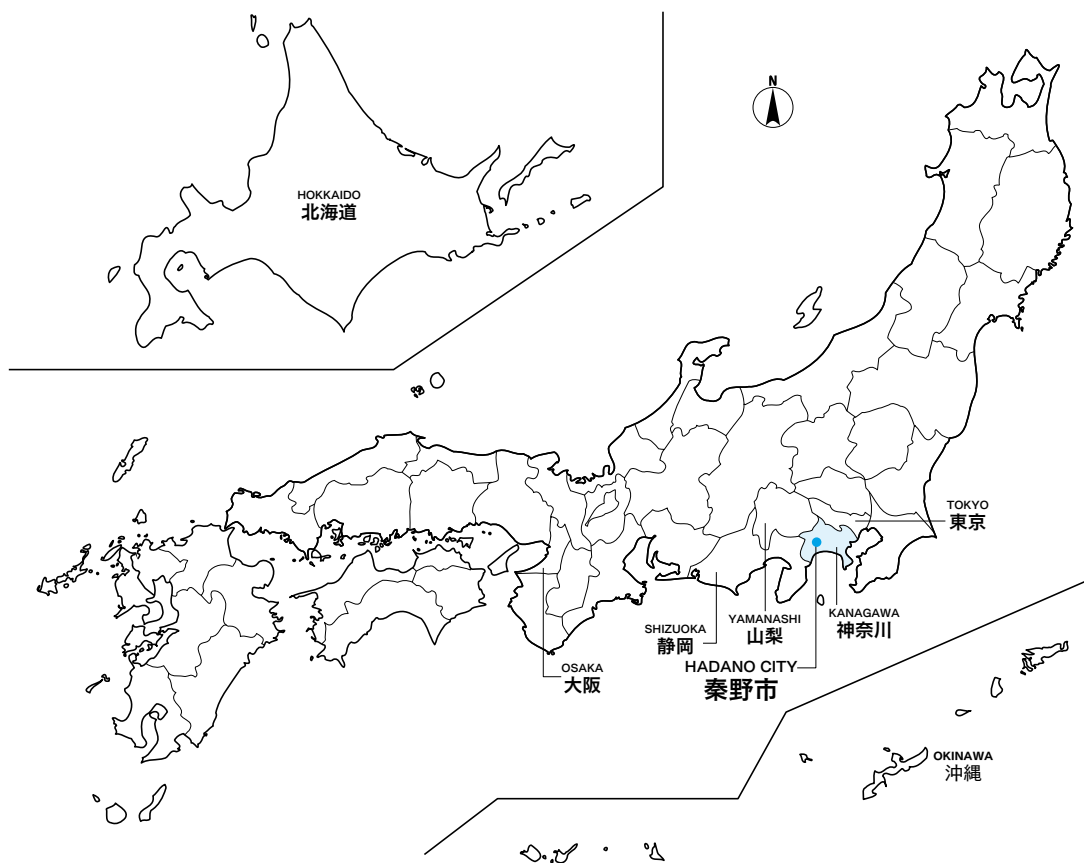 N
HOKKAIDO
北海道
TOKYO
東京
KANAGAWA
神奈川
YAMANASHI
山梨
SHIZUOKA
静岡
HADANO CITY
秦野市
OSAKA
大阪
OKINAWA
沖縄